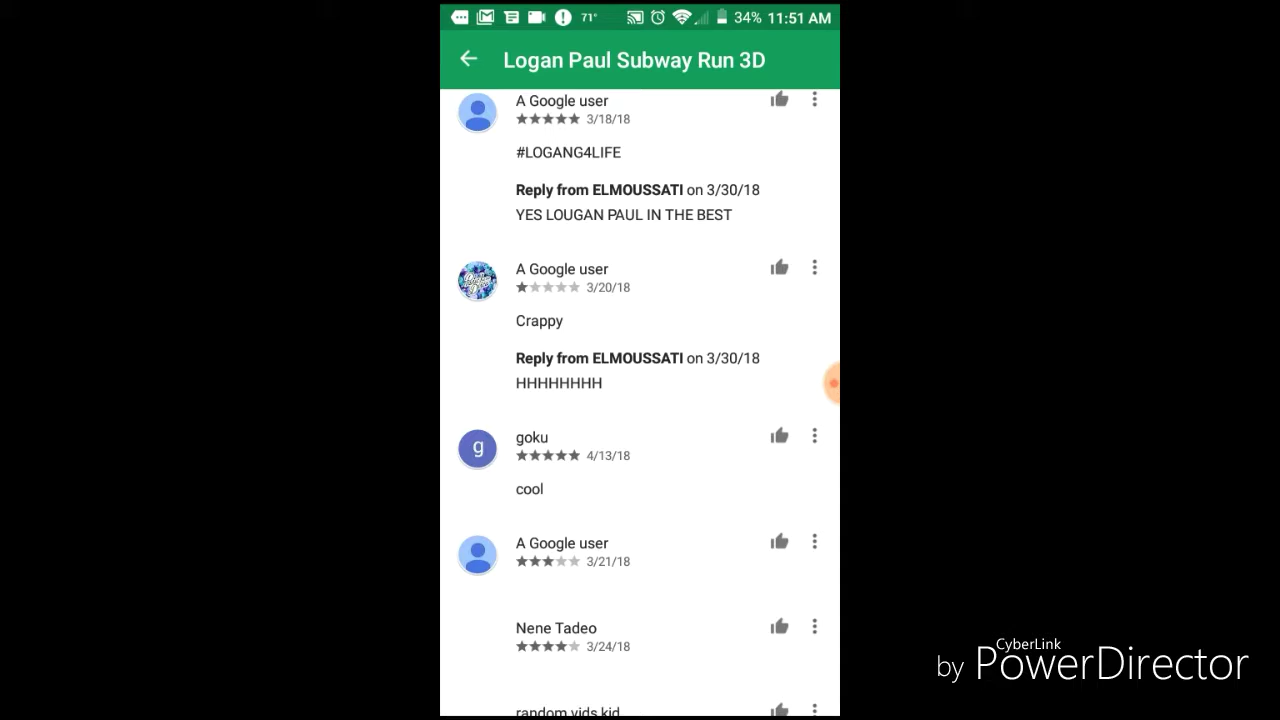 71° 34% 11:51 AM
Logan Paul Subway Run 3D
A Google user
3/18/18
#LOGANG4LIFE
Reply from ELMOUSSATI on 3/30/18
YES LOUGAN PAUL IN THE BEST
A Google user
3/20/18
Crappy
Reply from ELMOUSSATI on 3/30/18
HHHHHHHH
g goku
4/13/18
cool
A Google user
3/21/18
Nene Tadeo
3/24/18
random vids kid
CyberLink
by PowerDirector